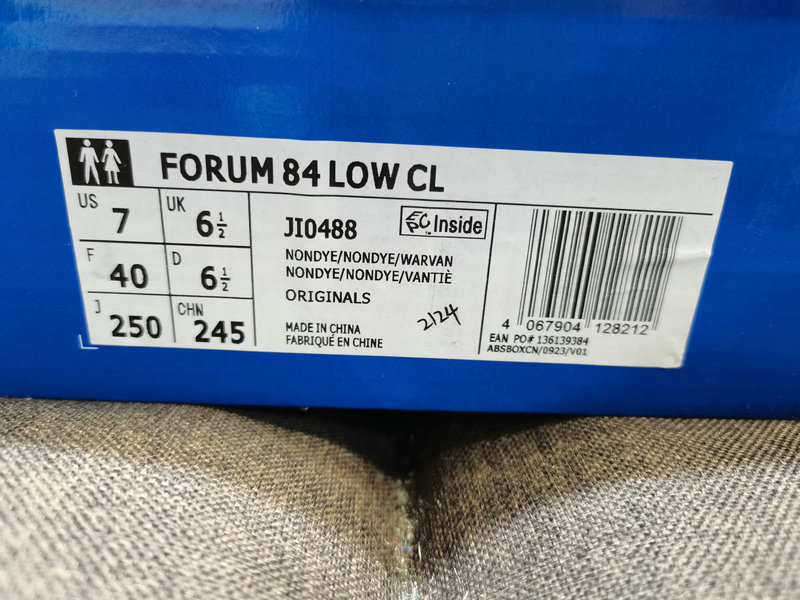 FORUM 84 LOW CL
US 7 UK 6½
F 40 D 6½
J 250 CHN 245
JI0488 EPC Inside
NONDYE/NONDYE/WARVAN
NONDYE/NONDYE/VANTIÈ
ORIGINALS
MADE IN CHINA
FABRIQUÉ EN CHINE
2124
4 067904 128212
EAN PO# 136139384
ABSBOXCN/0923/V01